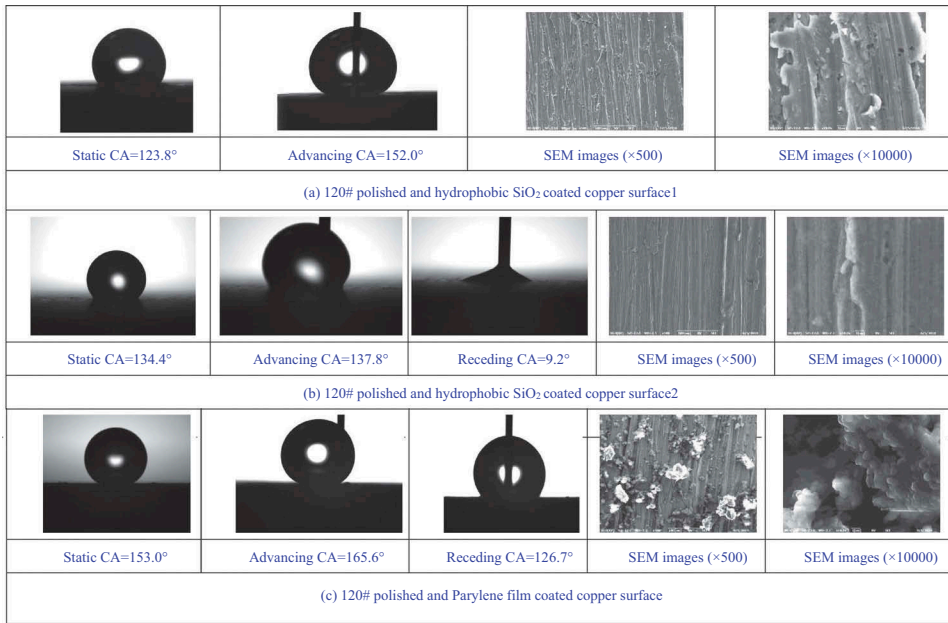 Static CA=123.8°
Advancing CA=152.0°
SEM images (×500)
SEM images (×10000)
(a) 120# polished and hydrophobic SiO₂ coated copper surface1
Static CA=134.4°
Advancing CA=137.8°
Receding CA=9.2°
SEM images (×500)
SEM images (×10000)
(b) 120# polished and hydrophobic SiO₂ coated copper surface2
Static CA=153.0°
Advancing CA=165.6°
Receding CA=126.7°
SEM images (×500)
SEM images (×10000)
(c) 120# polished and Parylene film coated copper surface